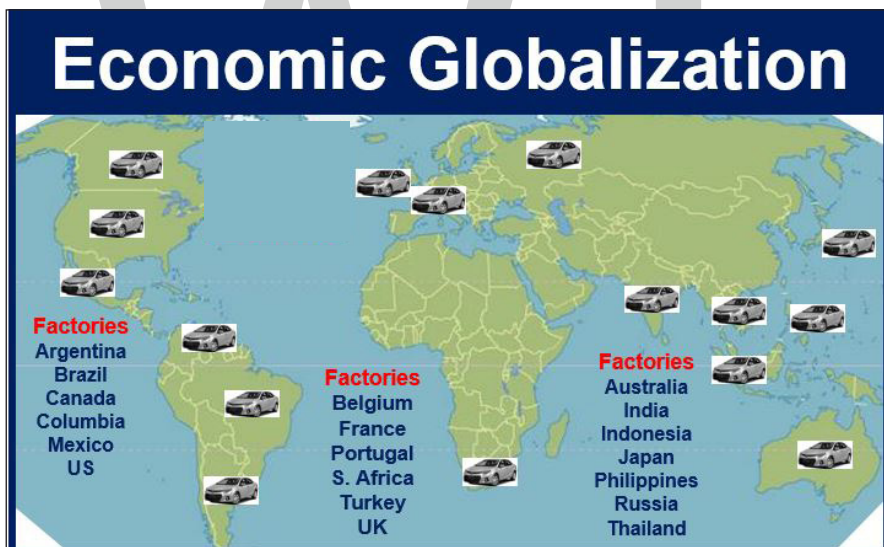 Economic Globalization
Factories
Argentina
Brazil
Canada
Columbia
Mexico
US
Factories
Belgium
France
Portugal
S. Africa
Turkey
UK
Factories
Australia
India
Indonesia
Japan
Philippines
Russia
Thailand